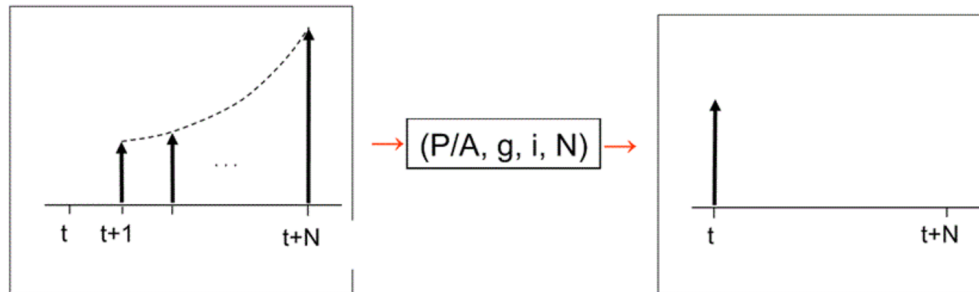 ...
t t+1 t+N
(P/A, g, i, N)
t t+N